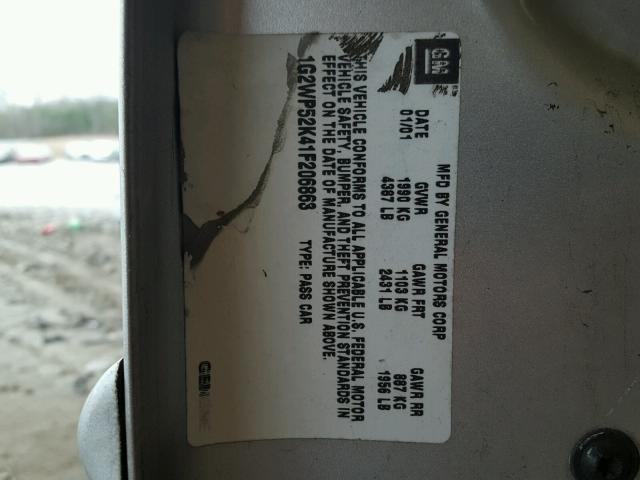 GM
MFD BY GENERAL MOTORS CORP
DATE GVWR GAWR FRT GAWR RR
01/01 1990 KG 1103 KG 887 KG
4387 LB 2431 LB 1956 LB
THIS VEHICLE CONFORMS TO ALL APPLICABLE U.S. FEDERAL MOTOR
VEHICLE SAFETY, BUMPER, AND THEFT PREVENTION STANDARDS IN
EFFECT ON THE DATE OF MANUFACTURE SHOWN ABOVE.
1G2WP52K41F206863 TYPE: PASS CAR